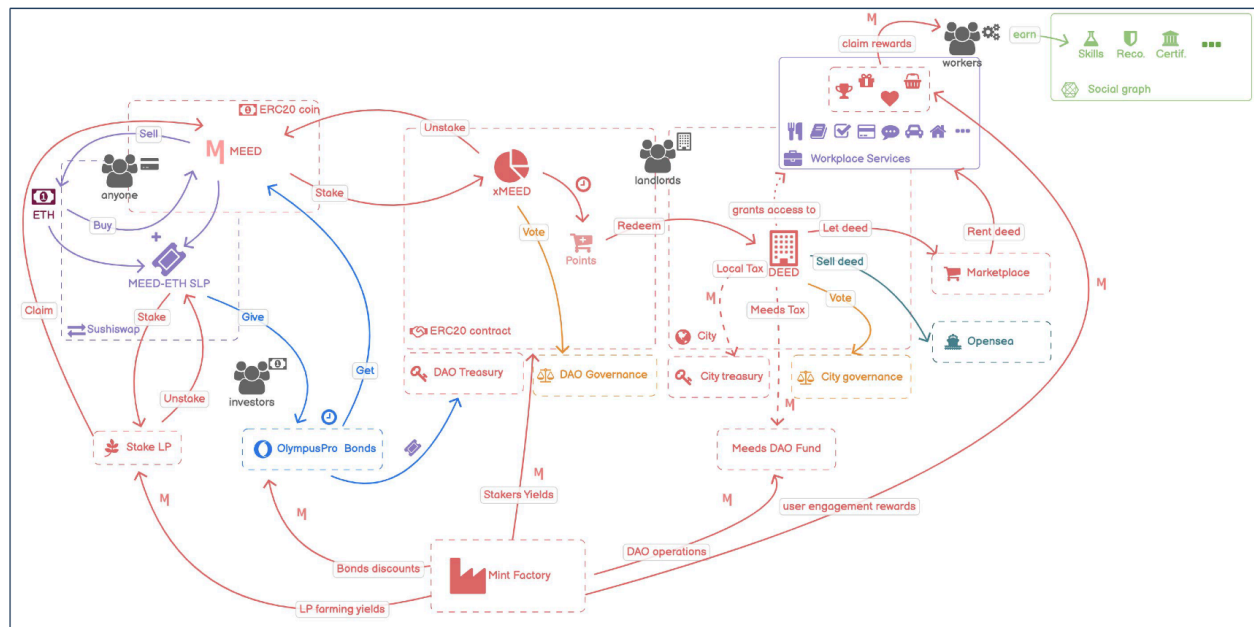 claim rewards
workers
earn
Skills
Reco.
Certif.
Social graph
ERC20 coin
Sell
MEED
anyone
ETH
Buy
MEED-ETH SLP
Sushiswap
Unstake
Stake
xMEED
Points
Vote
ERC20 contract
landlords
Redeem
Workplace Services
grants access to
Let deed
Rent deed
DEED
Local Tax
Sell deed
Marketplace
Meeds Tax
Vote
City
Opensea
Claim
Stake
Give
Unstake
investors
Get
DAO Treasury
DAO Governance
City treasury
City governance
Stake LP
OlympusPro Bonds
Meeds DAO Fund
Stakers Yields
user engagement rewards
Bonds discounts
DAO operations
Mint Factory
LP farming yields